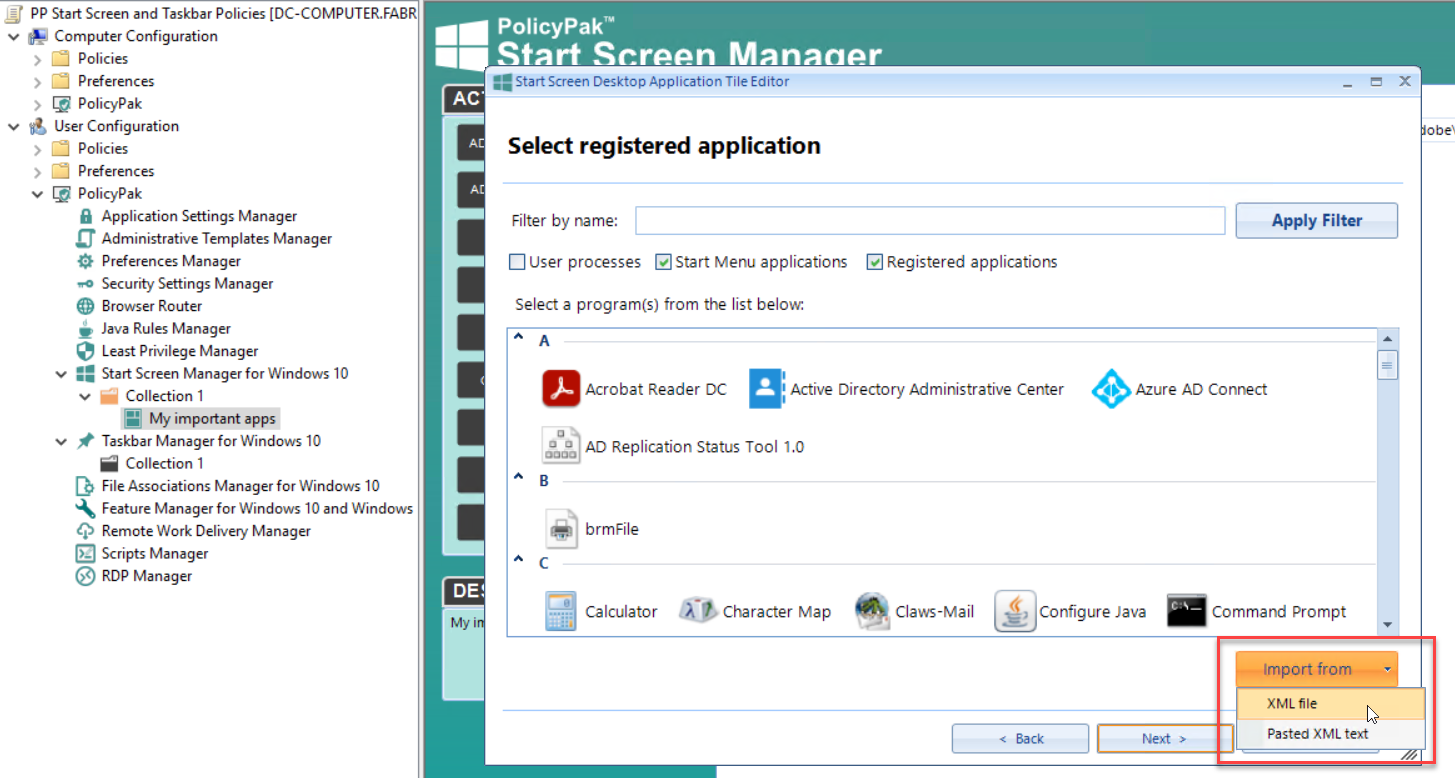 PP Start Screen and Taskbar Policies [DC-COMPUTER.FABR
Computer Configuration
Policies
Preferences
PolicyPak
User Configuration
Policies
Preferences
PolicyPak
Application Settings Manager
Administrative Templates Manager
Preferences Manager
Security Settings Manager
Browser Router
Java Rules Manager
Least Privilege Manager
Start Screen Manager for Windows 10
Collection 1
My important apps
Taskbar Manager for Windows 10
Collection 1
File Associations Manager for Windows 10
Feature Manager for Windows 10 and Windows
Remote Work Delivery Manager
Scripts Manager
RDP Manager
PolicyPak™
Start Screen Manager
Start Screen Desktop Application Tile Editor
Select registered application
Filter by name:
Apply Filter
User processes Start Menu applications Registered applications
Select a program(s) from the list below:
A
Acrobat Reader DC Active Directory Administrative Center Azure AD Connect
AD Replication Status Tool 1.0
B
brmFile
C
Calculator Character Map Claws-Mail Configure Java Command Prompt
Import from
XML file
Pasted XML text
< Back Next >